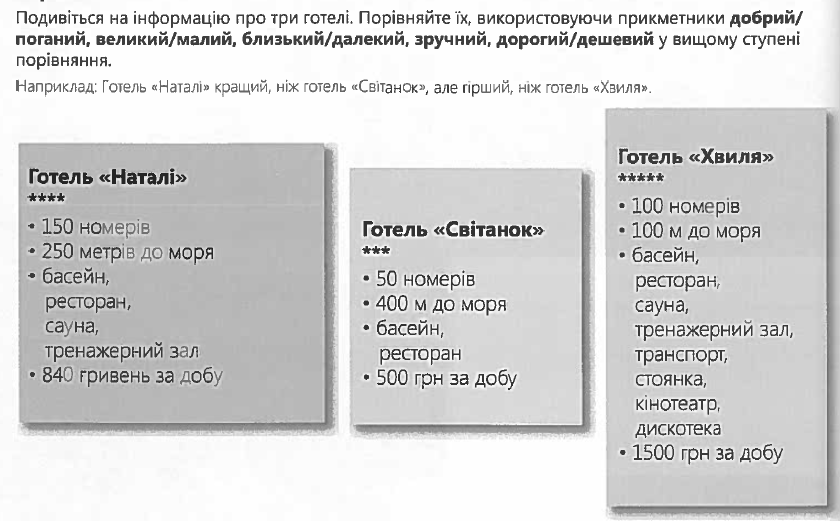 Подивіться на інформацію про три готелі. Порівняйте їх, використовуючи прикметники добрий/
поганий, великий/малий, близький/далекий, зручний, дорогий/дешевий у вищому ступені
порівняння.
Наприклад: Готель «Наталі» кращий, ніж готель «Світанок», але гірший, ніж готель «Хвиля».
Готель «Наталі»
****
• 150 номерів
• 250 метрів до моря
• басейн,
ресторан,
сауна,
тренажерний зал
• 840 гривень за добу
Готель «Світанок»
***
• 50 номерів
• 400 м до моря
• басейн,
ресторан
• 500 грн за добу
Готель «Хвиля»
*****
• 100 номерів
• 100 м до моря
• басейн,
ресторан,
сауна,
тренажерний зал,
транспорт,
стоянка,
кінотеатр,
дискотека
• 1500 грн за добу